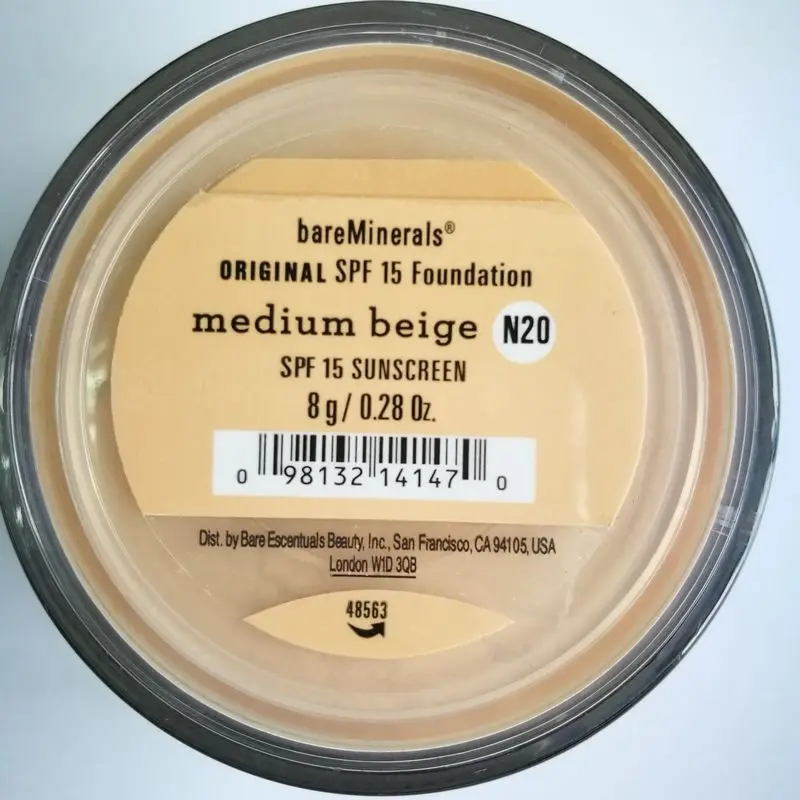 bareMinerals®
ORIGINAL SPF 15 Foundation
medium beige N20
SPF 15 SUNSCREEN
8 g/ 0.28 Oz.
0 98132 14147 0
Dist. by Bare Escentuals Beauty, Inc., San Francisco, CA 94105, USA
London W1D 3QB
48563